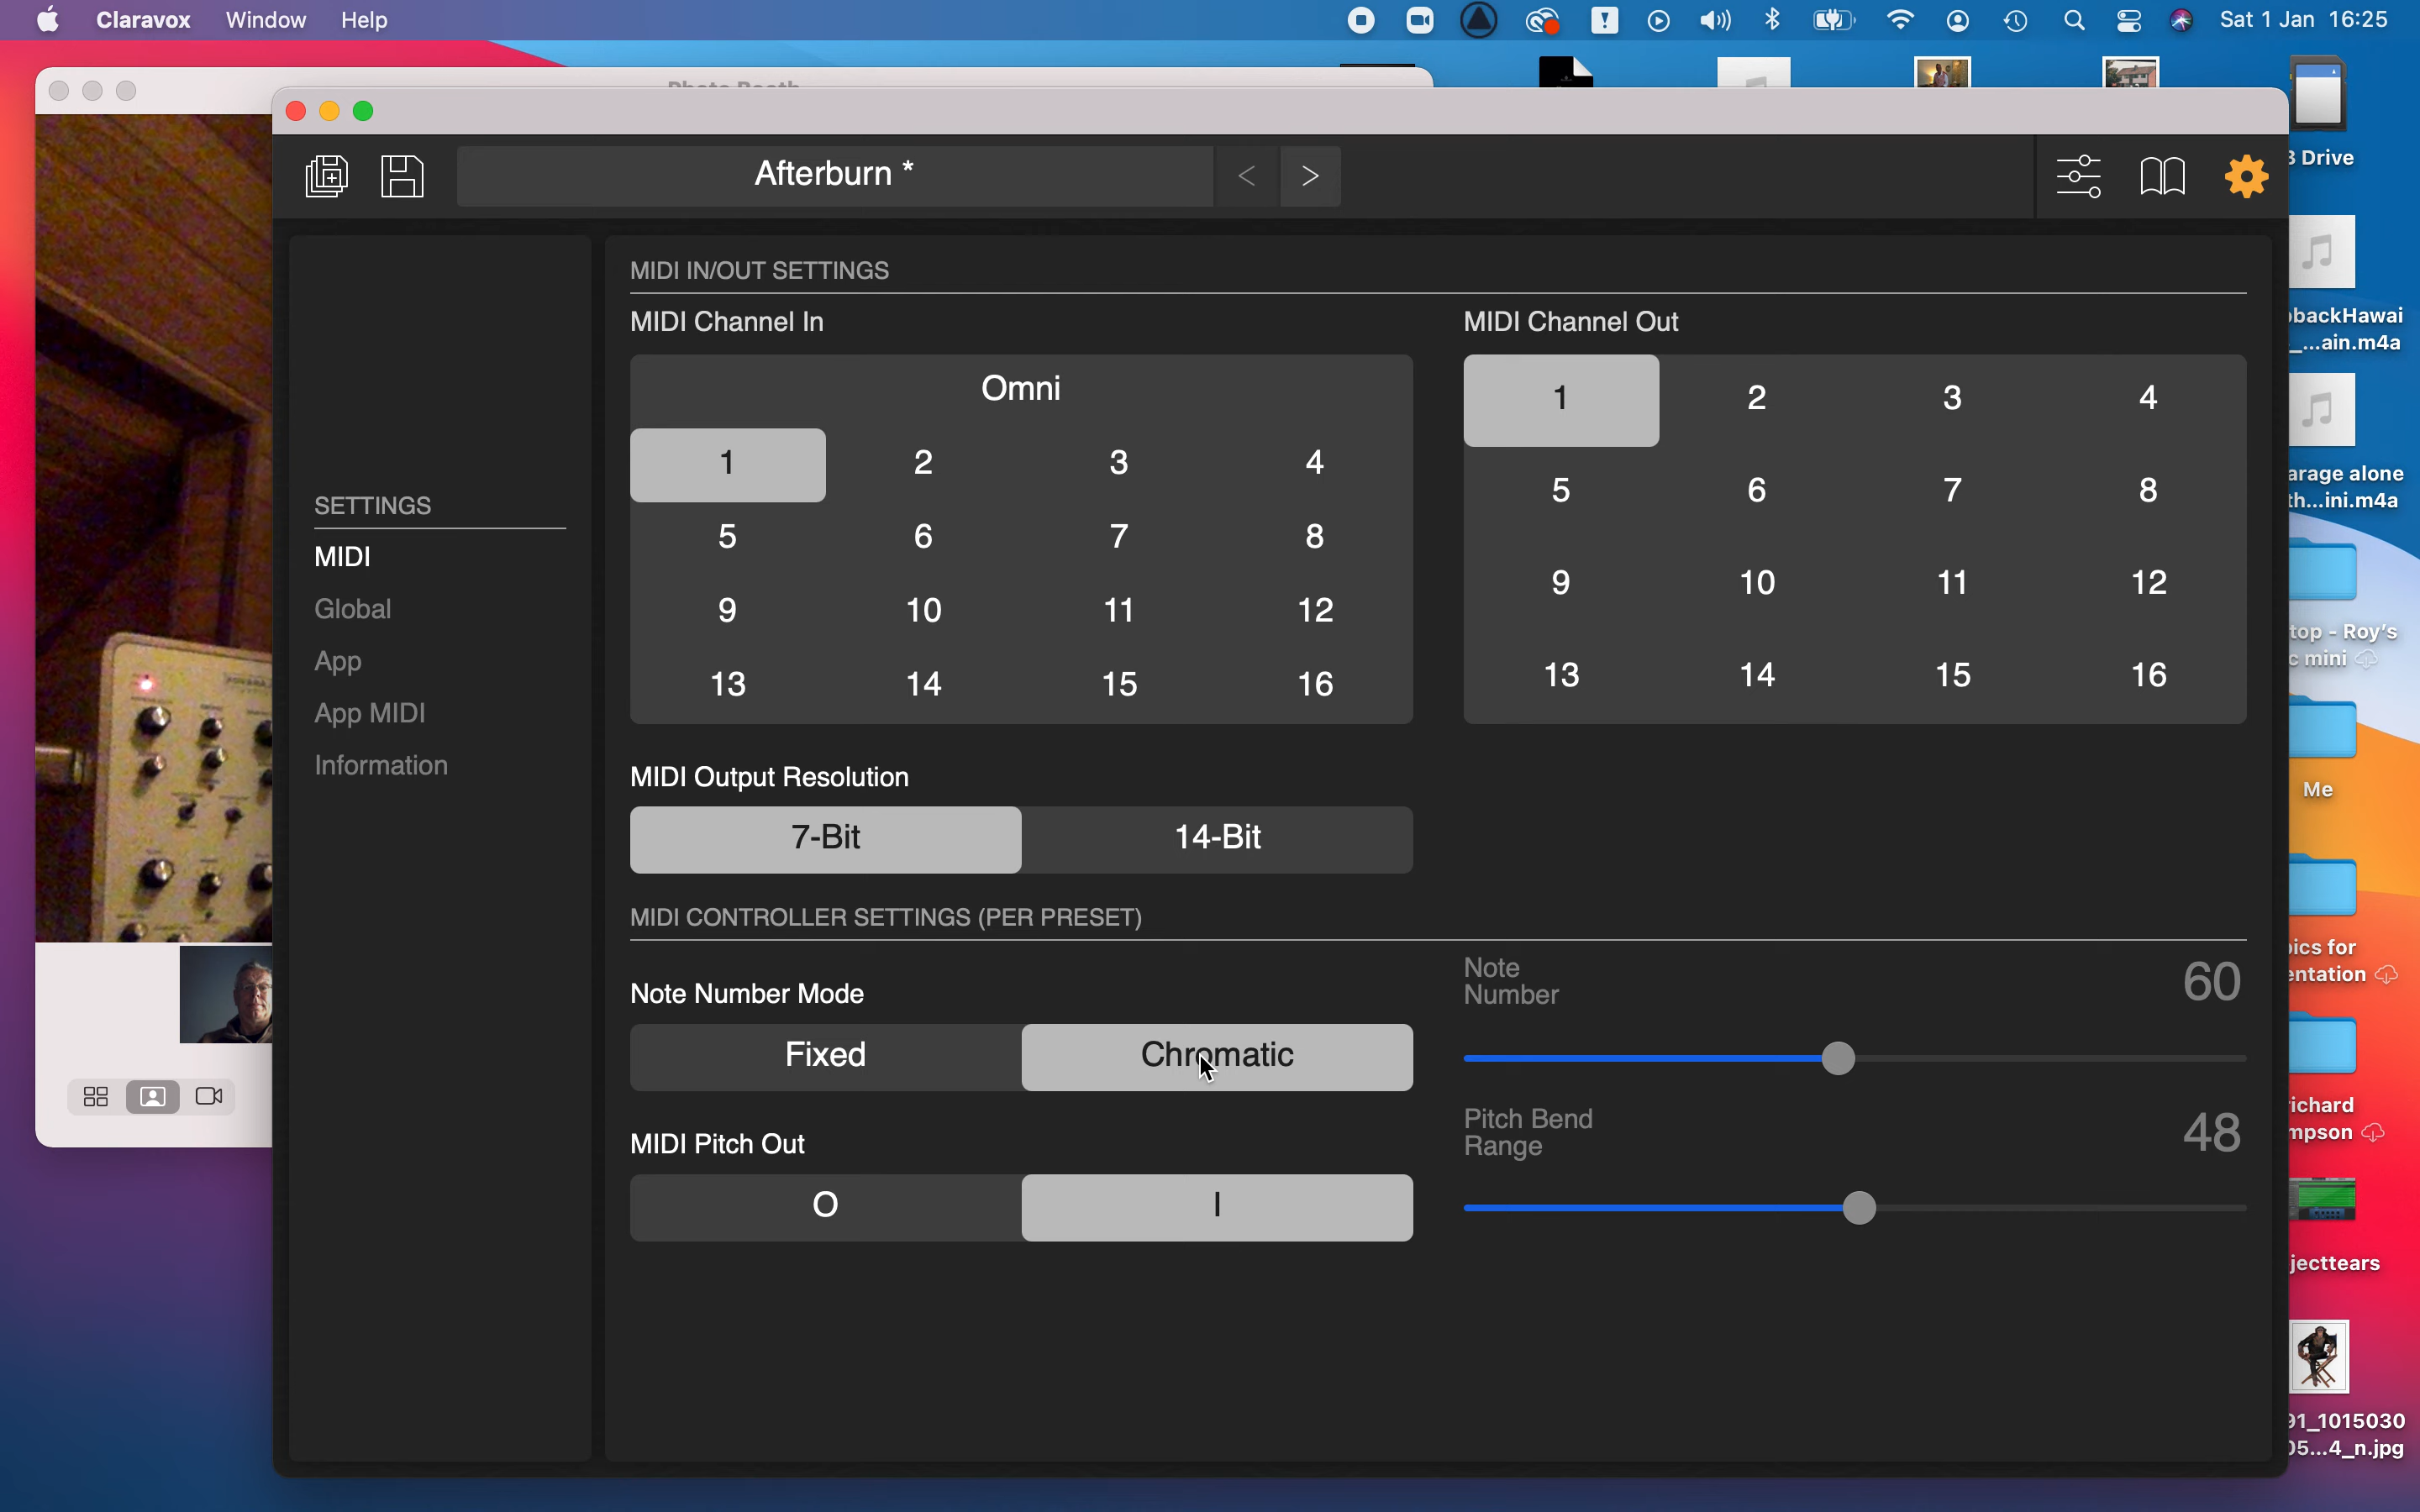 Claravox Window Help
Sat 1 Jan 16:25
Afterburn *
< >
MIDI IN/OUT SETTINGS
MIDI Channel In
Omni
1 2 3 4
5 6 7 8
9 10 11 12
13 14 15 16
MIDI Channel Out
1 2 3 4
5 6 7 8
9 10 11 12
13 14 15 16
SETTINGS
MIDI
Global
App
App MIDI
Information
MIDI Output Resolution
7-Bit 14-Bit
MIDI CONTROLLER SETTINGS (PER PRESET)
Note Number Mode
Fixed Chromatic
Note
Number
60
MIDI Pitch Out
O I
Pitch Bend
Range
48
Drive
backHawai
_...ain.m4a
arage alone
th...ini.m4a
top - Roy's
c mini
Me
pics for
entation
ichard
mpson
jecttears
91_1015030
05...4_n.jpg